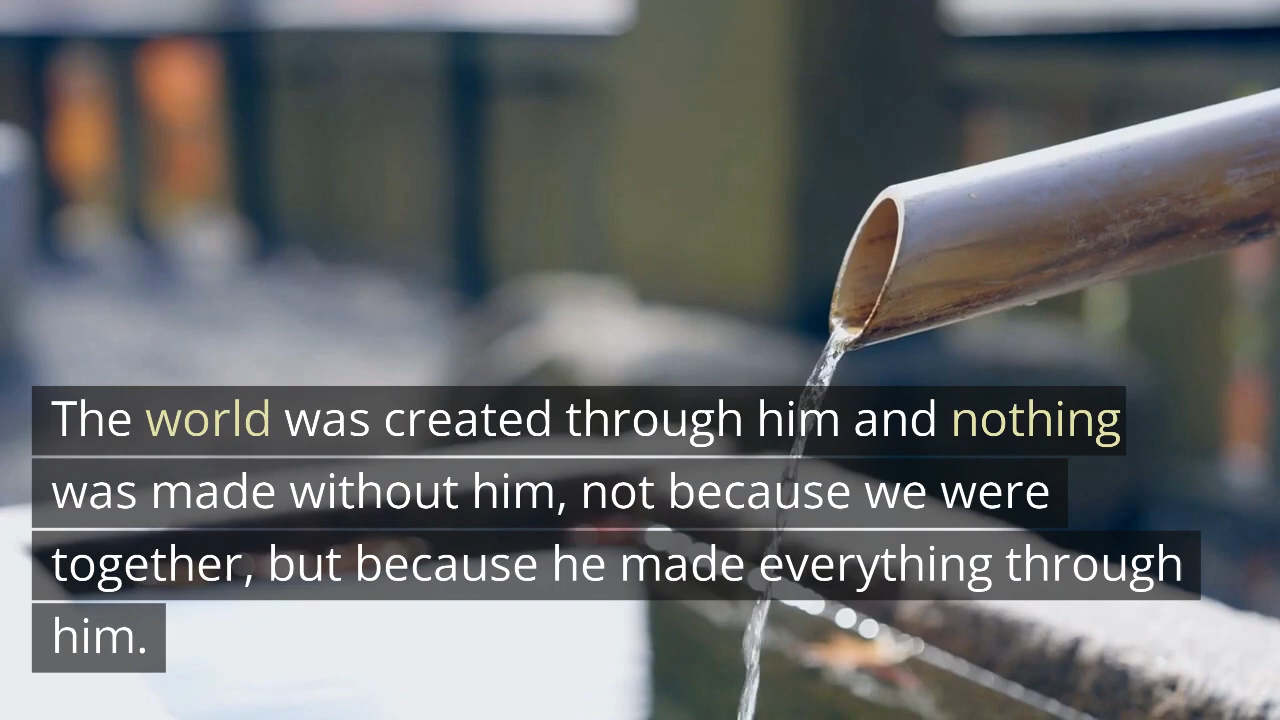 The world was created through him and nothing
was made without him, not because we were
together, but because he made everything through
him.